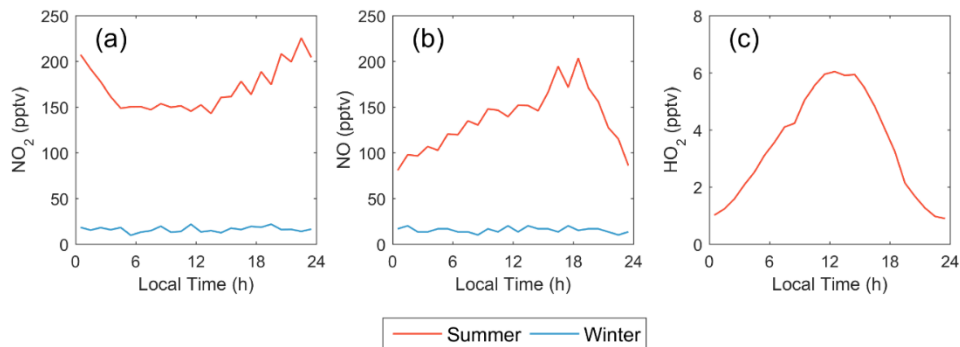 (a)
(b)
(c)
NO2 (pptv)
250
200
150
100
50
0
0 6 12 18 24
Local Time (h)
NO (pptv)
250
200
150
100
50
0
0 6 12 18 24
Local Time (h)
HO2 (pptv)
8
6
4
2
0
0 6 12 18 24
Local Time (h)
Summer Winter